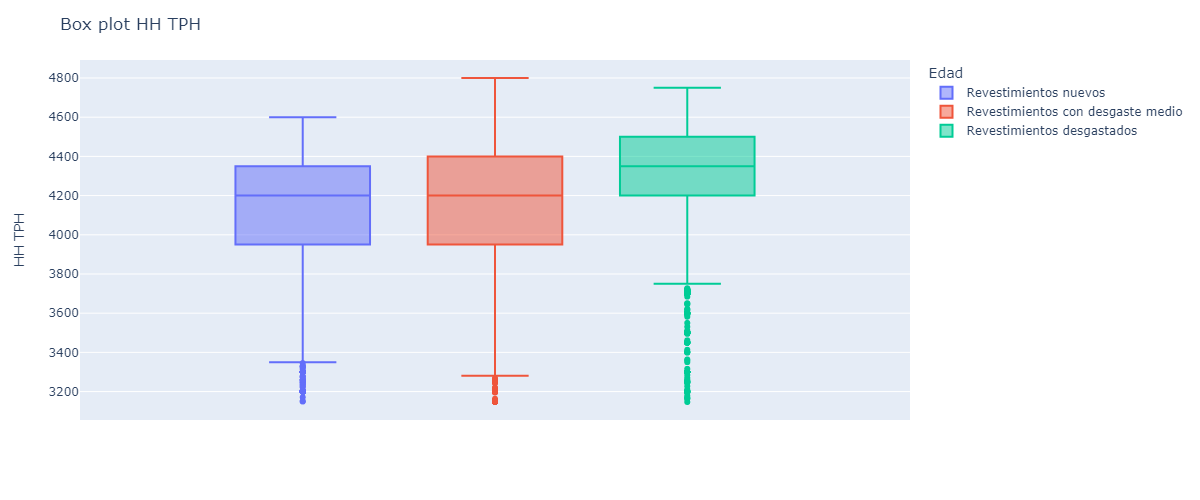 Box plot HH TPH
4800
4600
4400
4200
4000
3800
3600
3400
3200
HH TPH
Edad
Revestimientos nuevos
Revestimientos con desgaste medio
Revestimientos desgastados